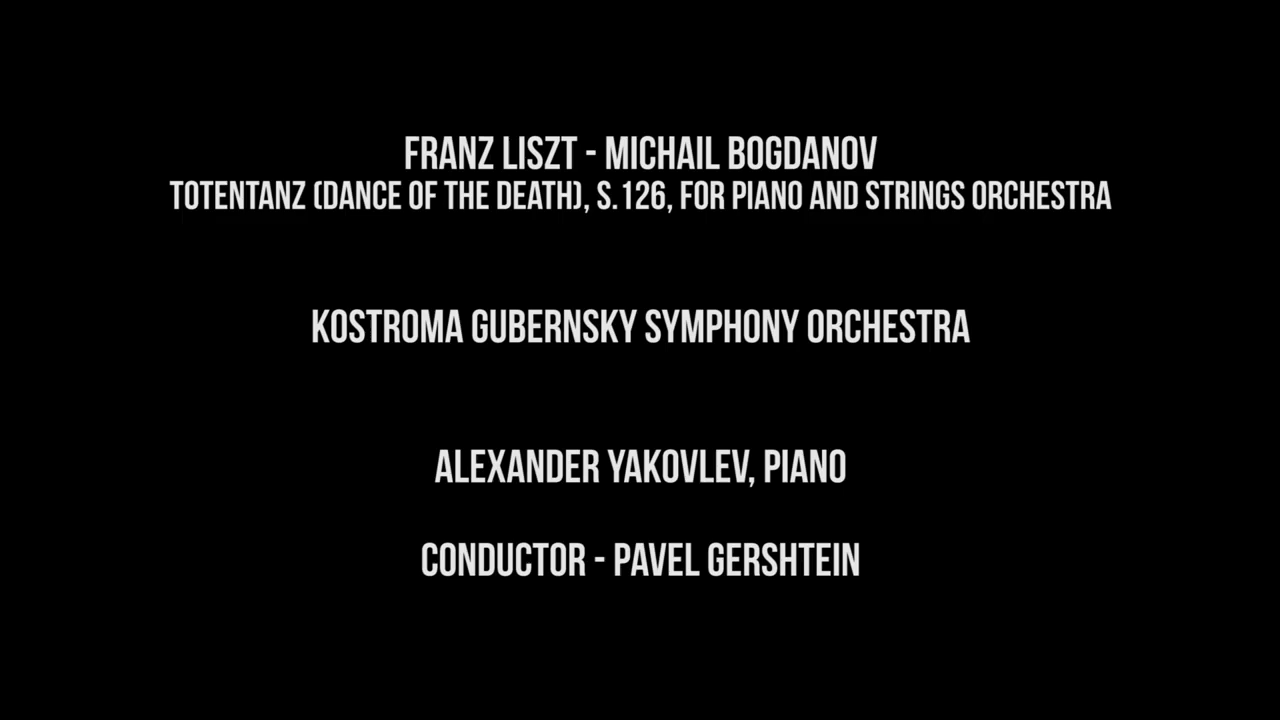 FRANZ LISZT - MICHAIL BOGDANOV
TOTENTANZ (DANCE OF THE DEATH), S.126, FOR PIANO AND STRINGS ORCHESTRA
KOSTROMA GUBERNSKY SYMPHONY ORCHESTRA
ALEXANDER YAKOVLEV, PIANO
CONDUCTOR - PAVEL GERSHTEIN